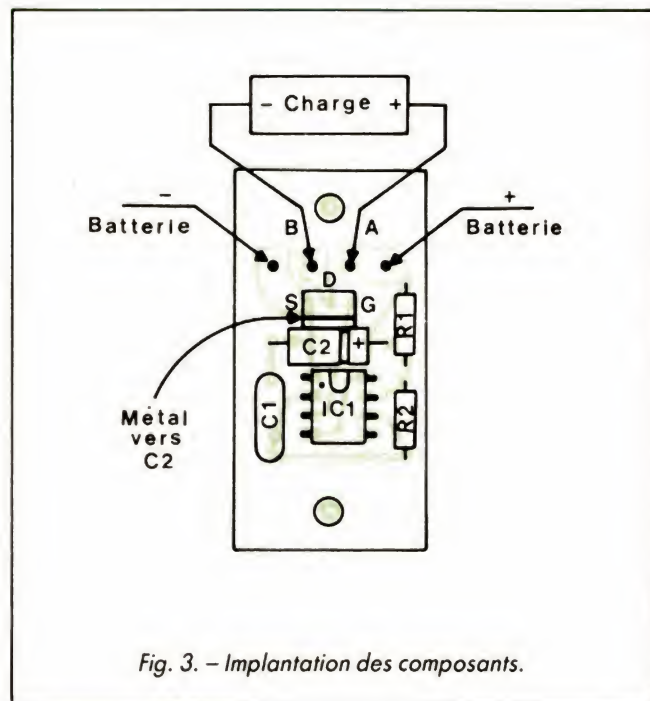 - Charge +
-
Batterie
B
A
+
Batterie
D
S
G
R1
C2 +
Métal
vers
C2
C1
IC1
R2
Fig. 3. – Implantation des composants.